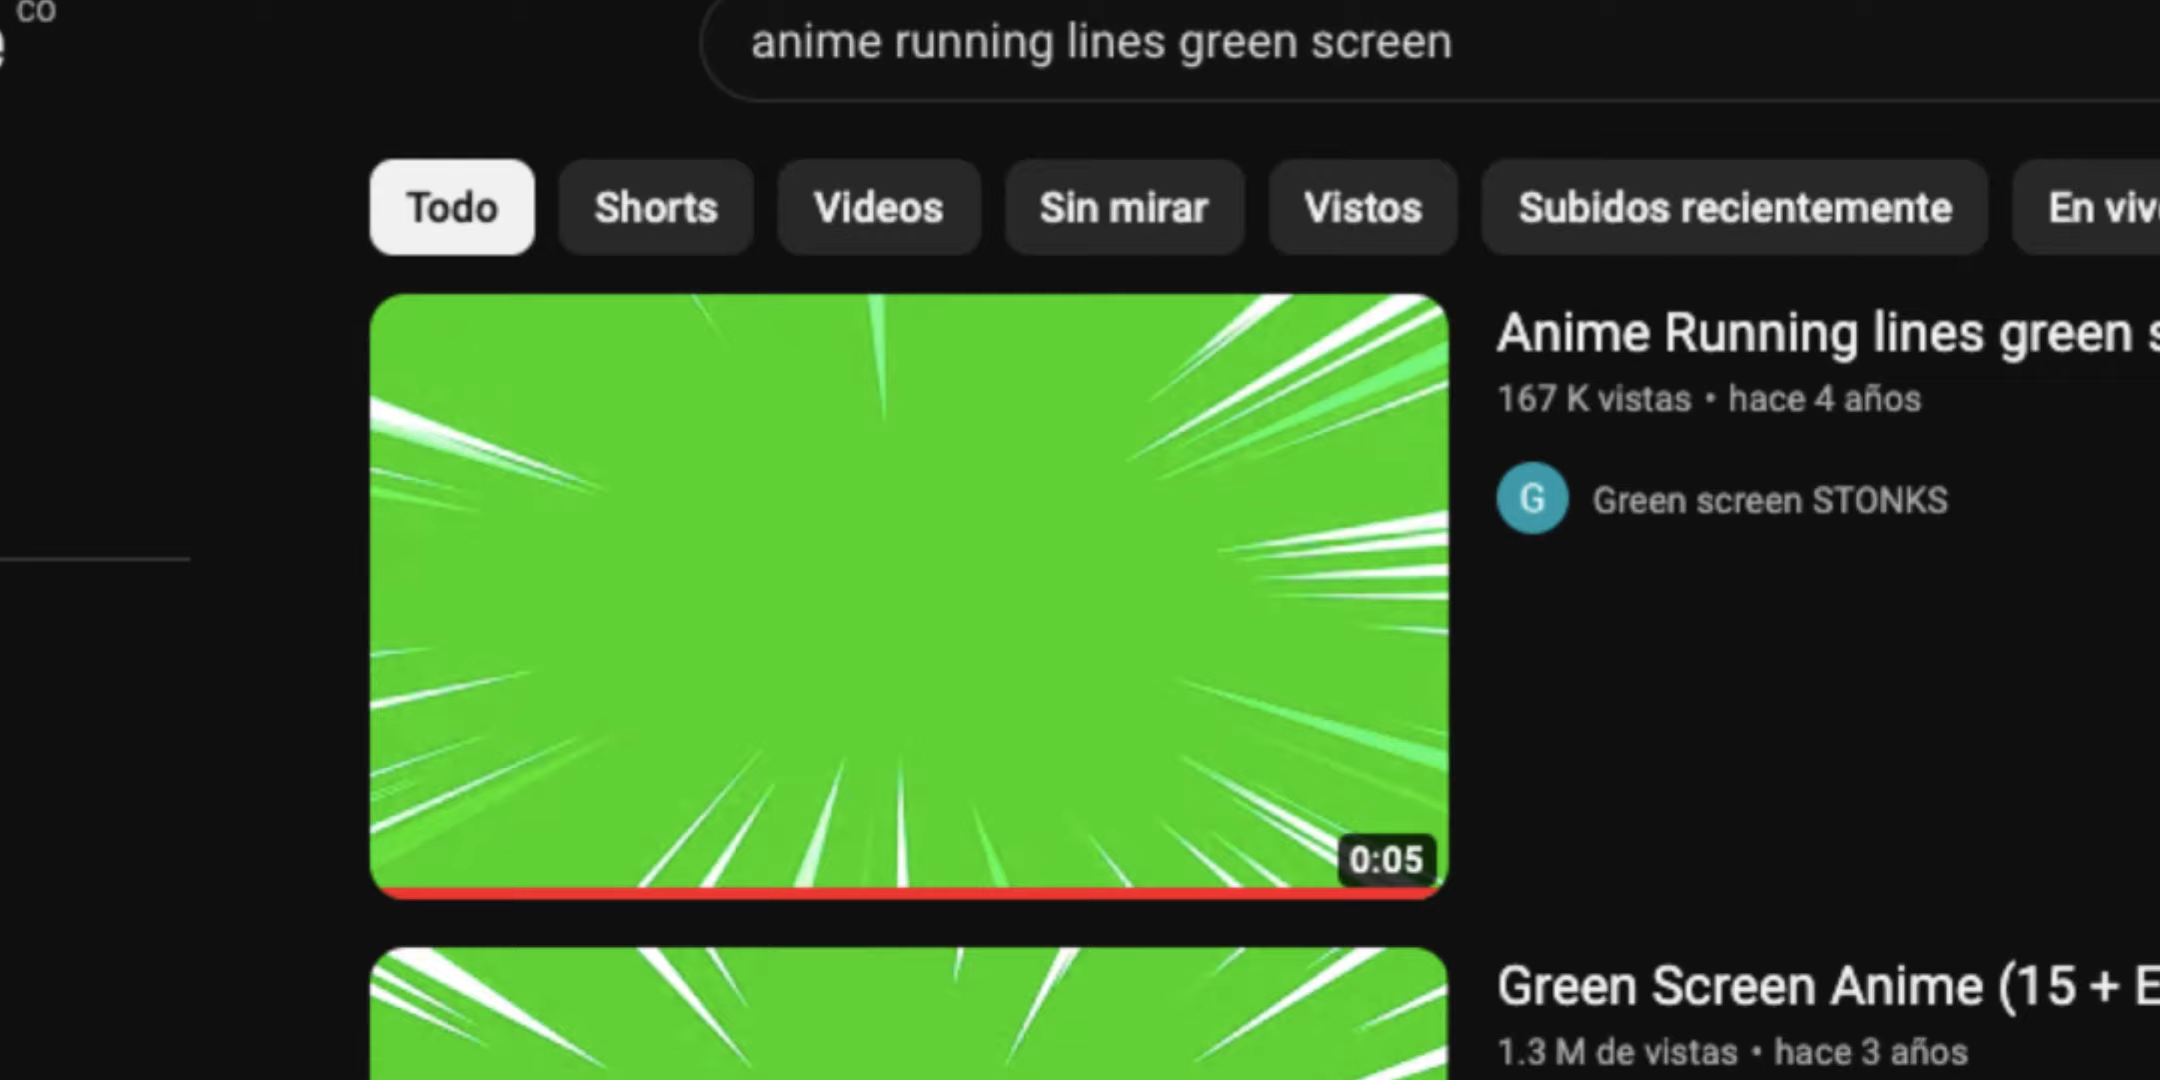 CO
anime running lines green screen
Todo Shorts Videos Sin mirar Vistos Subidos recientemente En viv
Anime Running lines green s
167 K vistas • hace 4 años
G Green screen STONKS
0:05
Green Screen Anime (15 + E
1.3 M de vistas • hace 3 años